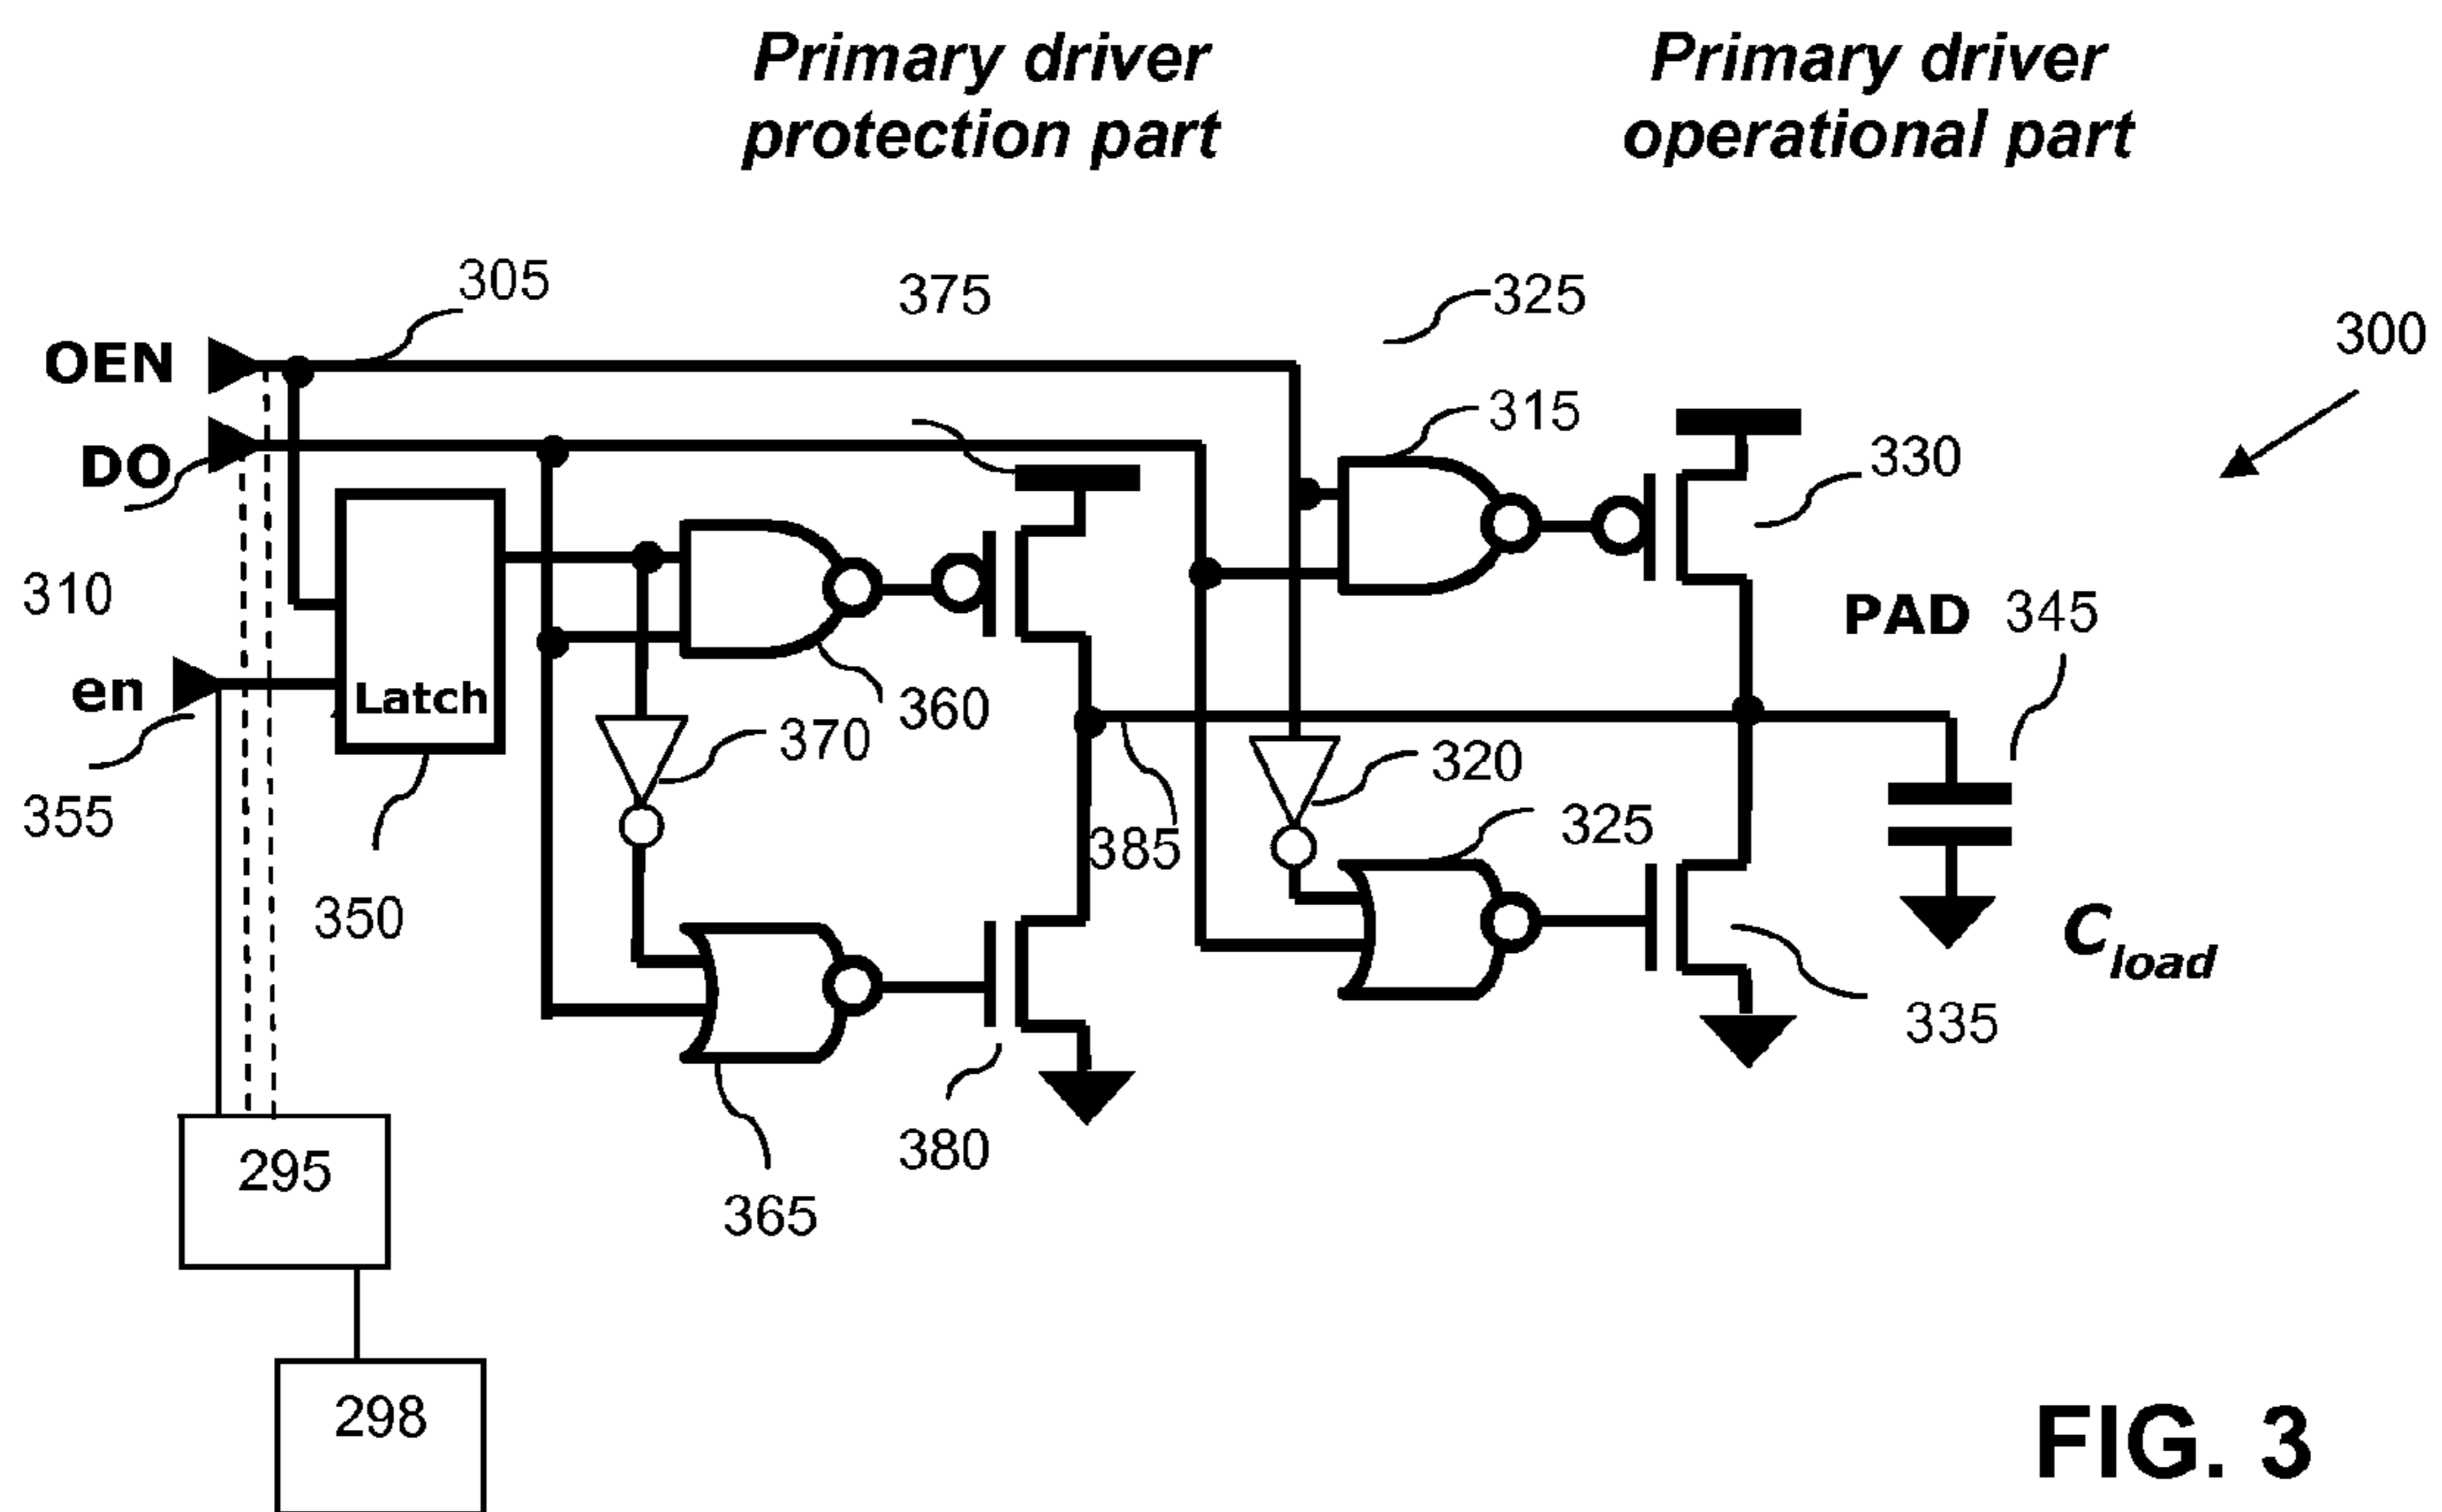 Primary driver
protection part
Primary driver
operational part
305
375
325
300
OEN
315
DO
330
310
PAD 345
en
Latch
360
370
320
355
385
325
350
C load
335
380
295
365
298
FIG. 3